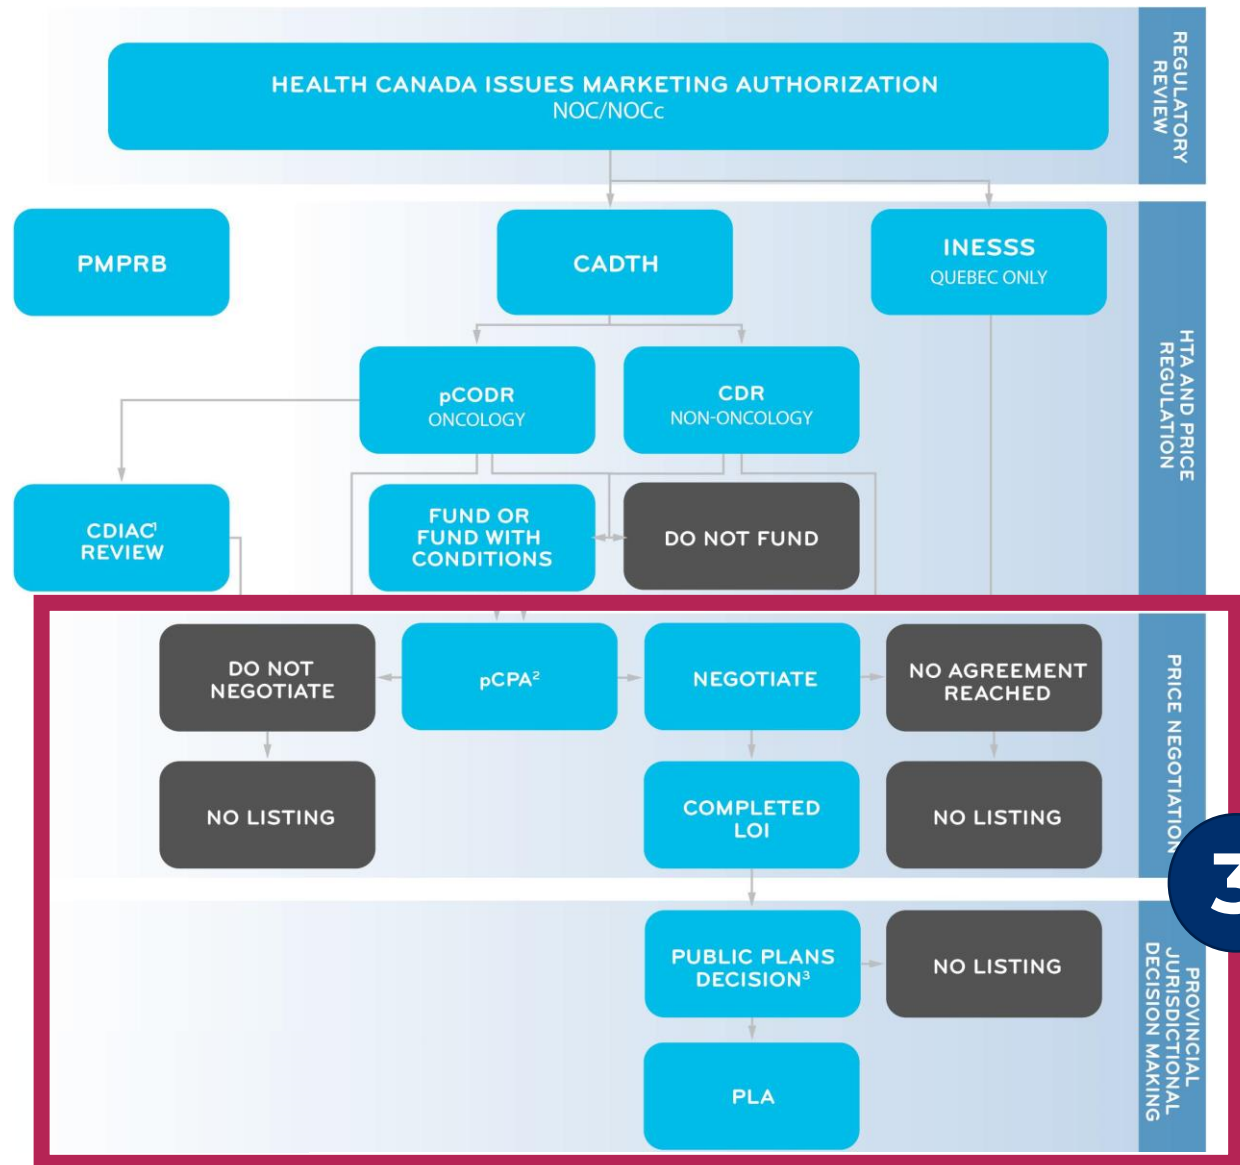 HEALTH CANADA ISSUES MARKETING AUTHORIZATION
NOC/NOCc
REGULATORY
REVIEW
PMPRB
CADTH
INESSS
QUEBEC ONLY
pCODR
ONCOLOGY
CDR
NON-ONCOLOGY
HTA AND PRICE
REGULATION
CDIAC¹
REVIEW
FUND OR
FUND WITH
CONDITIONS
DO NOT FUND
DO NOT
NEGOTIATE
pCPA²
NEGOTIATE
NO AGREEMENT
REACHED
PRICE NEGOTIATION
NO LISTING
COMPLETED
LOI
NO LISTING
3
PUBLIC PLANS
DECISION³
NO LISTING
PROVINCIAL
JURISDICTIONAL
DECISION MAKING
PLA